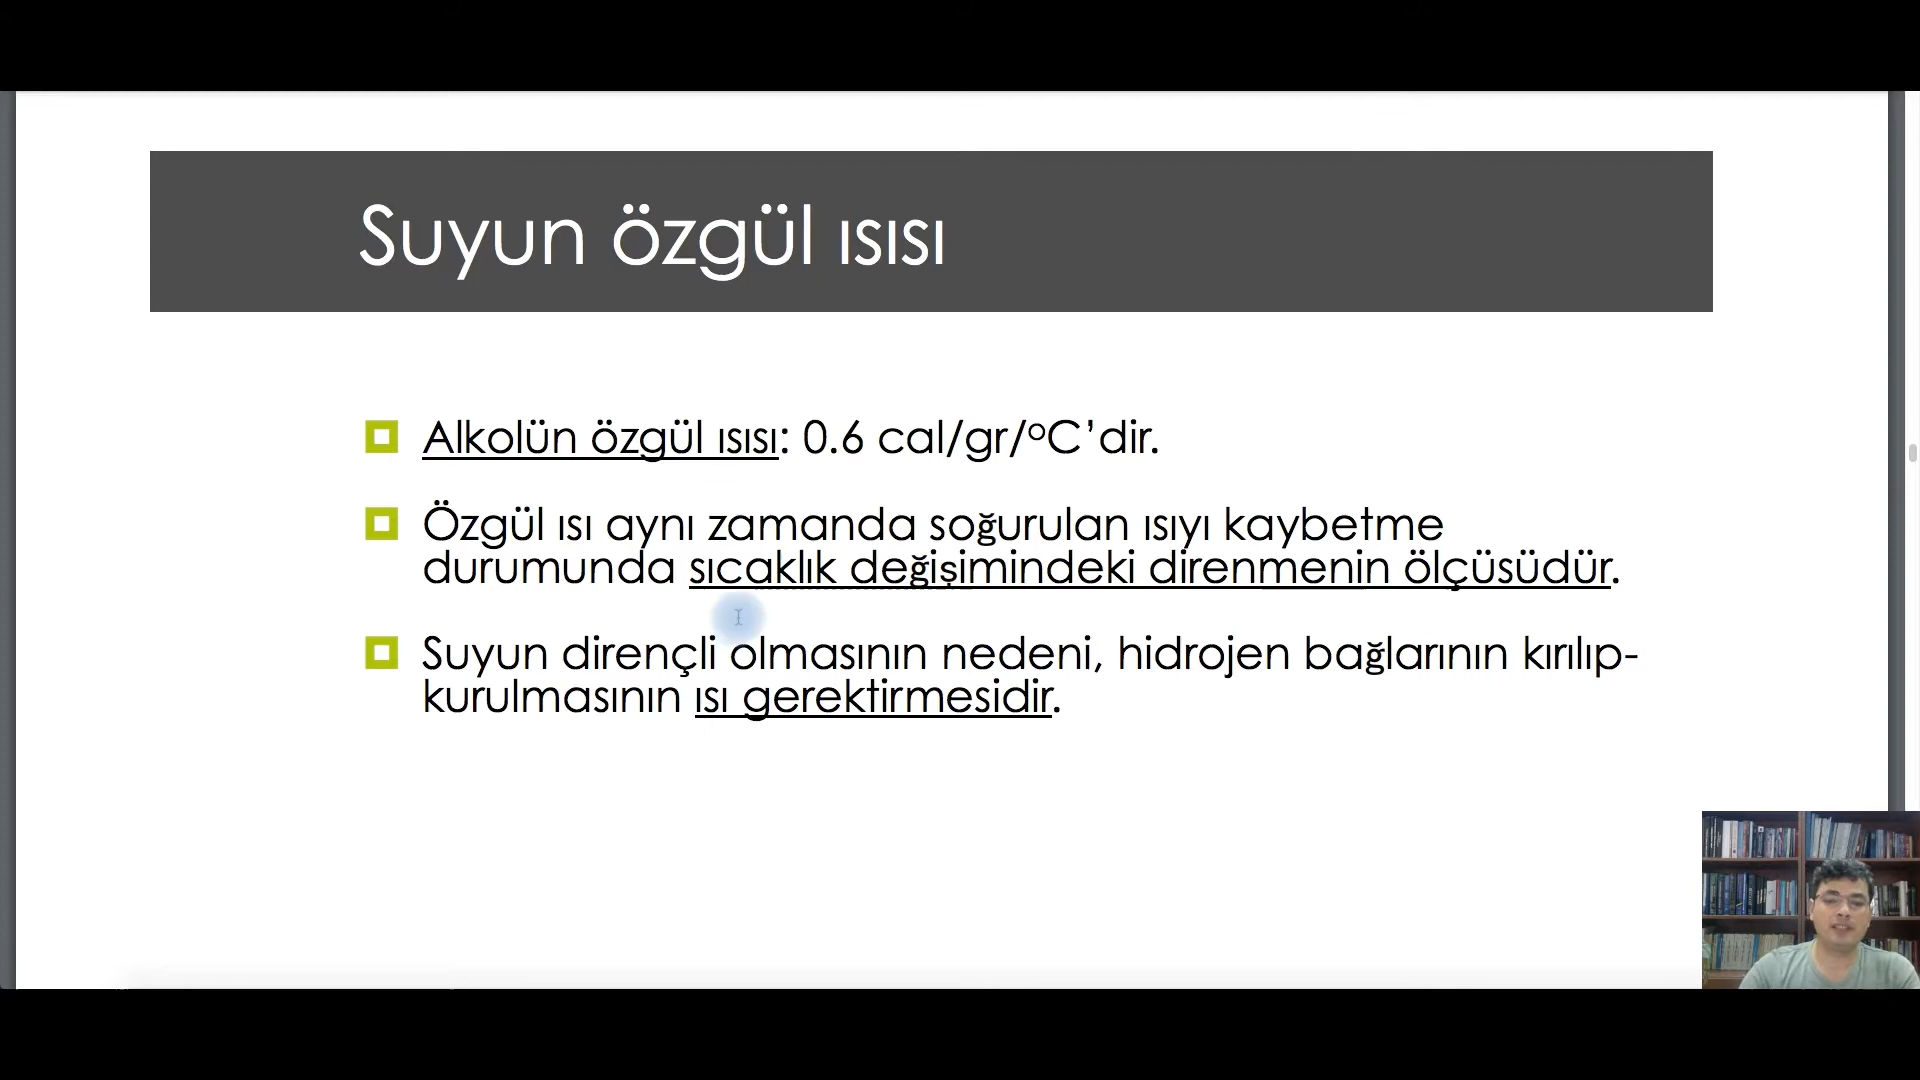 Suyun özgül ısısı
Alkolün özgül ısısı: 0.6 cal/gr/ºC’dir.
Özgül ısı aynı zamanda soğurulan ısıyı kaybetme
durumunda sıcaklık değişimindeki direnmenin ölçüsüdür.
Suyun dirençli olmasının nedeni, hidrojen bağlarının kırılıp-
kurulmasının ısı gerektirmesidir.